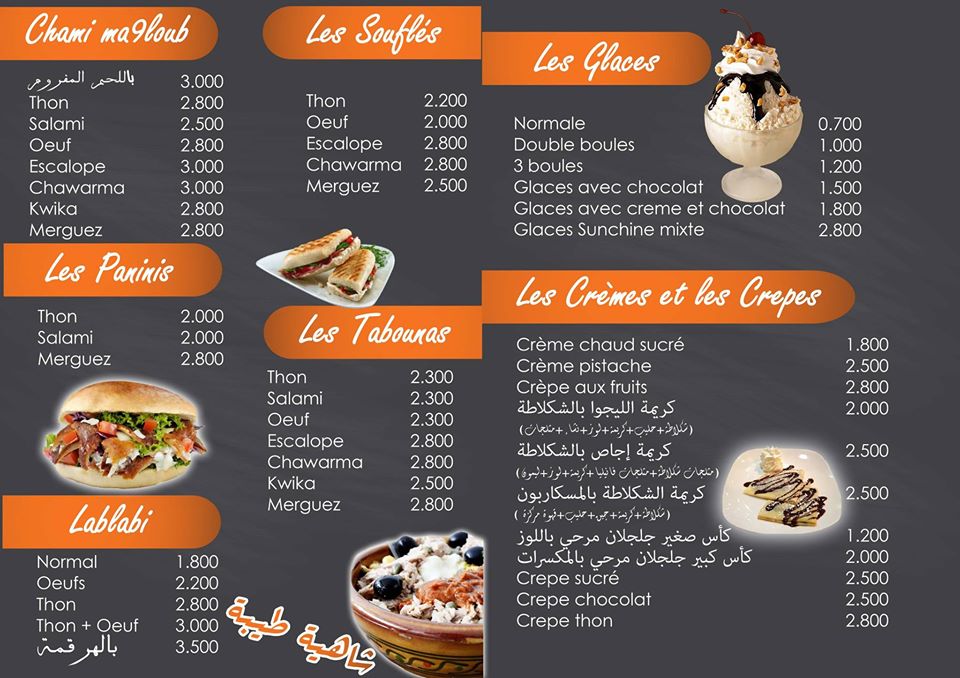 Chami ma9loub
باللحم المفروم 3.000
Thon 2.800
Salami 2.500
Oeuf 2.800
Escalope 3.000
Chawarma 3.000
Kwika 2.800
Merguez 2.800
Les Paninis
Thon 2.000
Salami 2.000
Merguez 2.800
Lablabi
Normal 1.800
Oeufs 2.200
Thon 2.800
Thon + Oeuf 3.000
بالهرقمة 3.500
Les Souflés
Thon 2.200
Oeuf 2.000
Escalope 2.800
Chawarma 2.800
Merguez 2.500
Les Tabounas
Thon 2.300
Salami 2.300
Oeuf 2.300
Escalope 2.800
Chawarma 2.800
Kwika 2.500
Merguez 2.800
شاهية طيبة
Les Glaces
Normale 0.700
Double boules 1.000
3 boules 1.200
Glaces avec chocolat 1.500
Glaces avec creme et chocolat 1.800
Glaces Sunchine mixte 2.800
Les Crèmes et les Crepes
Crème chaud sucré 1.800
Crème pistache 2.500
Crèpe aux fruits 2.800
كريمة الليجوا بالشكلاطة 2.000
(شكلاطة+حليب+كريمة+لوز+نشا+مثلجات)
كريمة إجاص بالشكلاطة 2.500
(مثلجات شكلاطة+مثلجات فانيليا+كريمة+لوز+ليمون)
كريمة الشكلاطة بالمسكاربون 2.500
(شكلاطة+كريمة+جبن+حليب+قهوة مركزة)
كأس صغير جلجلان مرحي باللوز 1.200
كأس كبير جلجلان مرحي بالمكسرات 2.000
Crepe sucré 2.500
Crepe chocolat 2.500
Crepe thon 2.800